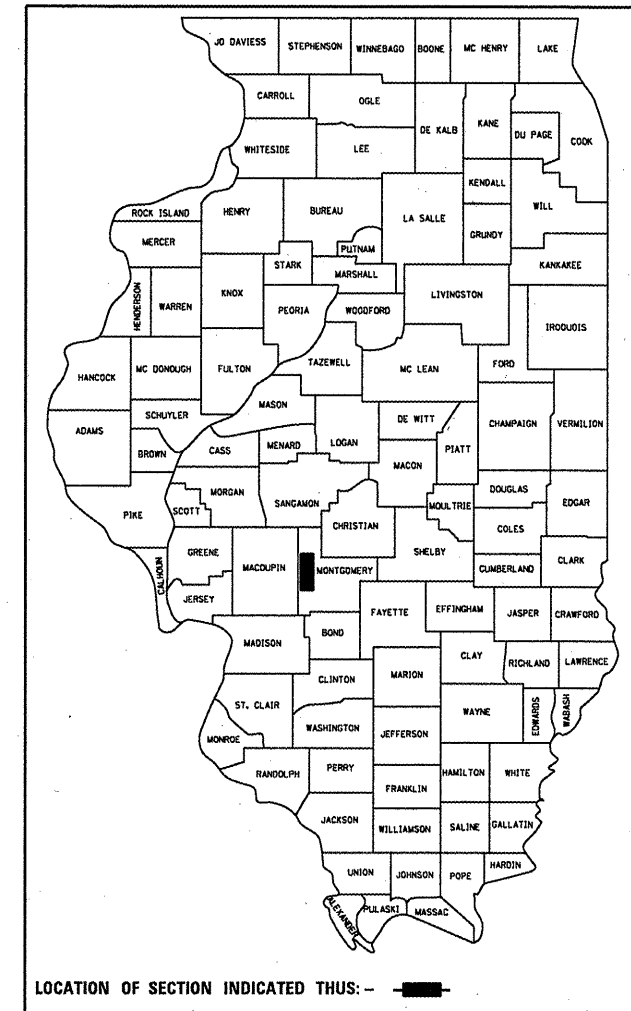 JO DAVIESS
STEPHENSON
WINNEBAGO
BOONE
MC HENRY
LAKE
CARROLL
OGLE
DE KALB
KANE
DU PAGE
COOK
WHITESIDE
LEE
KENDALL
WILL
ROCK ISLAND
HENRY
BUREAU
LA SALLE
GRUNDY
MERCER
PUTNAM
STARK
MARSHALL
KANKAKEE
HENDERSON
WARREN
KNOX
PEORIA
WOODFORD
LIVINGSTON
IROQUOIS
HANCOCK
MC DONOUGH
FULTON
TAZEWELL
MC LEAN
FORD
MASON
SCHUYLER
ADAMS
BROWN
CASS
MENARD
LOGAN
DE WITT
PIATT
CHAMPAIGN
VERMILION
MACON
MORGAN
SANGAMON
DOUGLAS
EDGAR
PIKE
SCOTT
CHRISTIAN
MOULTRIE
COLES
GREENE
MACOUPIN
MONTGOMERY
SHELBY
CUMBERLAND
CLARK
CALHOUN
JERSEY
FAYETTE
EFFINGHAM
JASPER
CRAWFORD
MADISON
BOND
CLAY
RICHLAND
LAWRENCE
CLINTON
MARION
ST. CLAIR
WAYNE
EDWARDS
WABASH
WASHINGTON
JEFFERSON
MONROE
RANDOLPH
PERRY
HAMILTON
WHITE
FRANKLIN
JACKSON
WILLIAMSON
SALINE
GALLATIN
UNION
JOHNSON
POPE
HARDIN
ALEXANDER
PULASKI
MASSAC
LOCATION OF SECTION INDICATED THUS: -